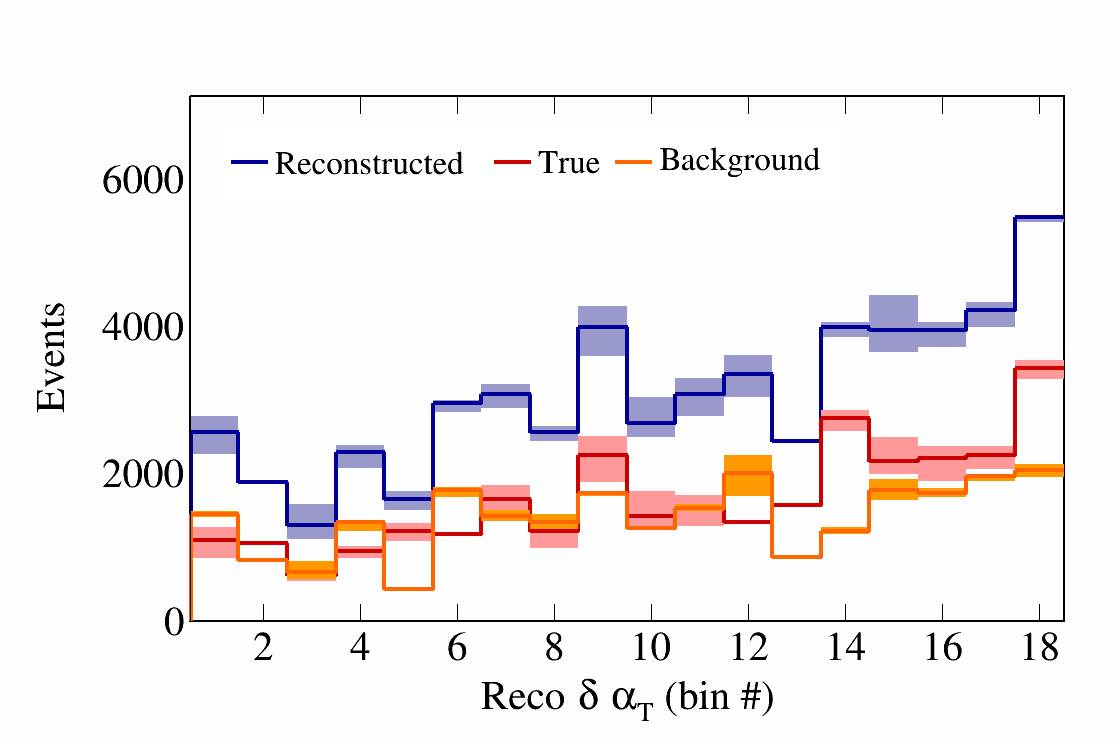 Reconstructed True Background
6000
4000
2000
0
Events
2 4 6 8 10 12 14 16 18
Reco δ αT (bin #)